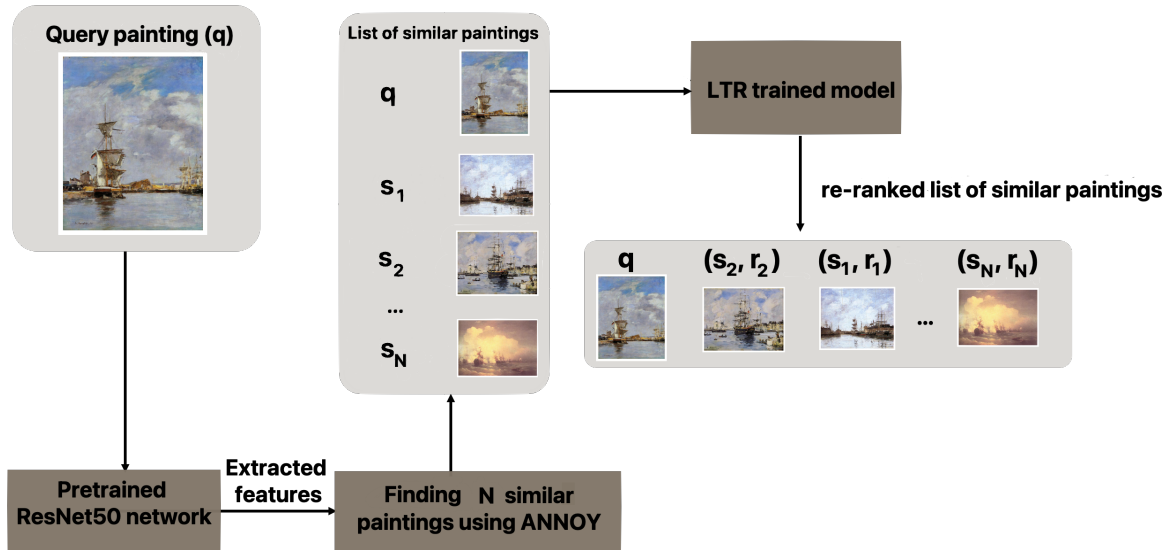 Query painting (q)
List of similar paintings
q
s1
s2
...
sN
LTR trained model
re-ranked list of similar paintings
q (s2, r2) (s1, r1) ... (sN, rN)
Pretrained
ResNet50 network
Extracted
features
Finding N similar
paintings using ANNOY